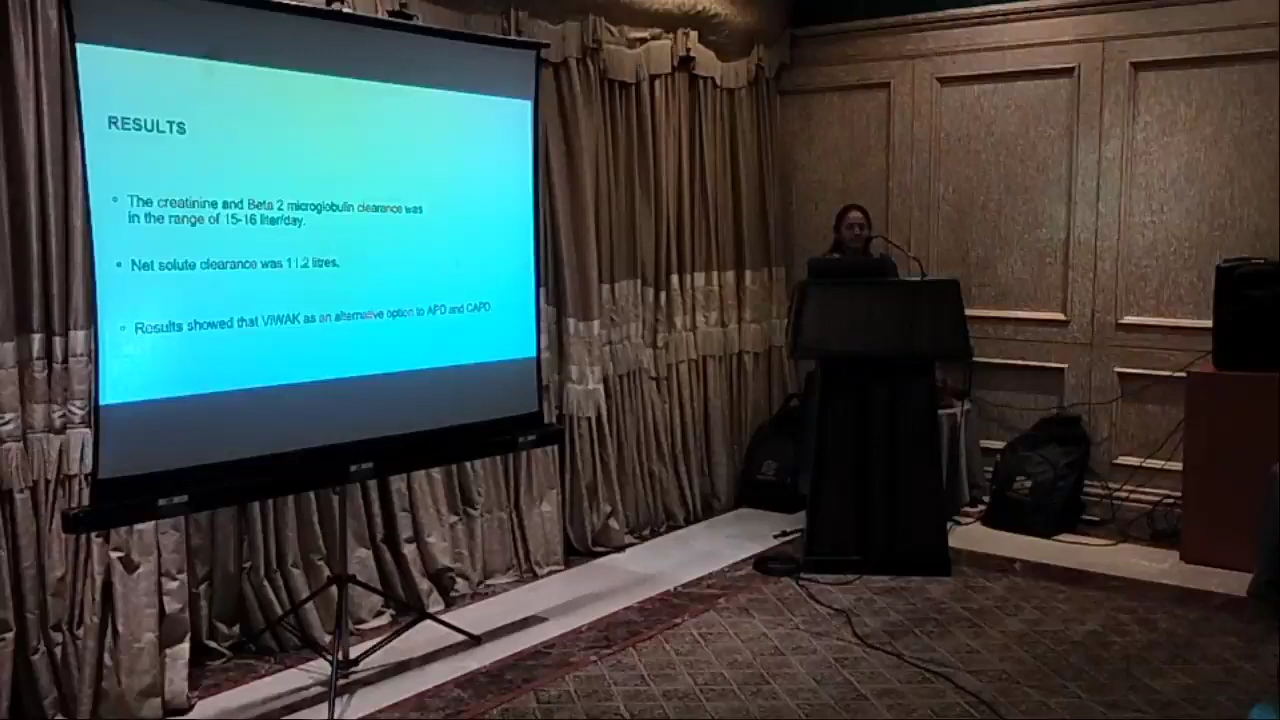 RESULTS
The creatinine and Beta 2 microglobulin clearance was
in the range of 15-16 liter/day.
Net solute clearance was 11.2 litres.
Results showed that ViWAK as an alternative option to APD and CAPD